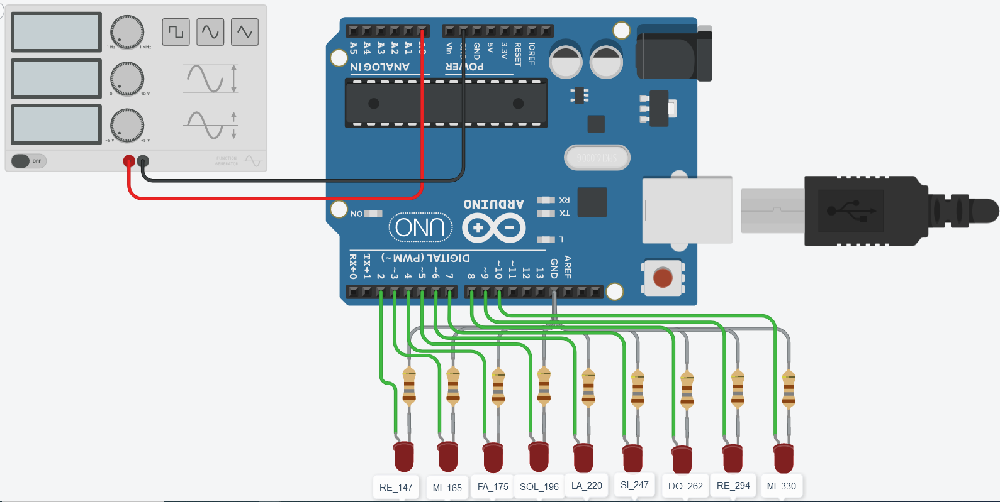 1 Hz
1 MHz
0
10 V
-5 V
+5 V
OFF
FUNCTION
GENERATOR
A5
A4
A3
A2
A1
Vin
GND
5V
3.3V
RESET
IOREF
ANALOG IN
POWER
SPK16.000G
ARDUINO
UNO
ON
RX
TX
L
DIGITAL (PWM~)
RX←0
TX→1
2
~3
4
~5
~6
7
8
~9
~10
~11
12
13
GND
AREF
RE_147
MI_165
FA_175
SOL_196
LA_220
SI_247
DO_262
RE_294
MI_330